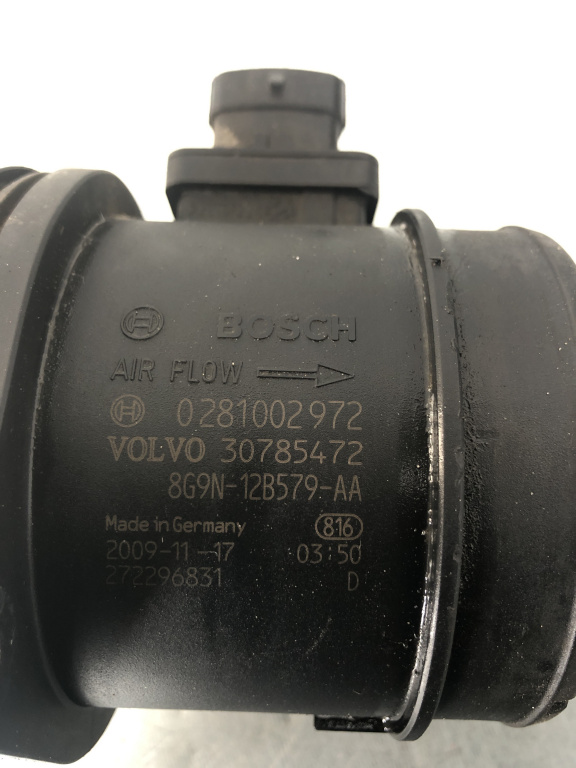 BOSCH
AIR FLOW
0281002972
VOLVO 30785472
8G9N-12B579-AA
Made in Germany 816
2009-11-17 03:50
272296831 D